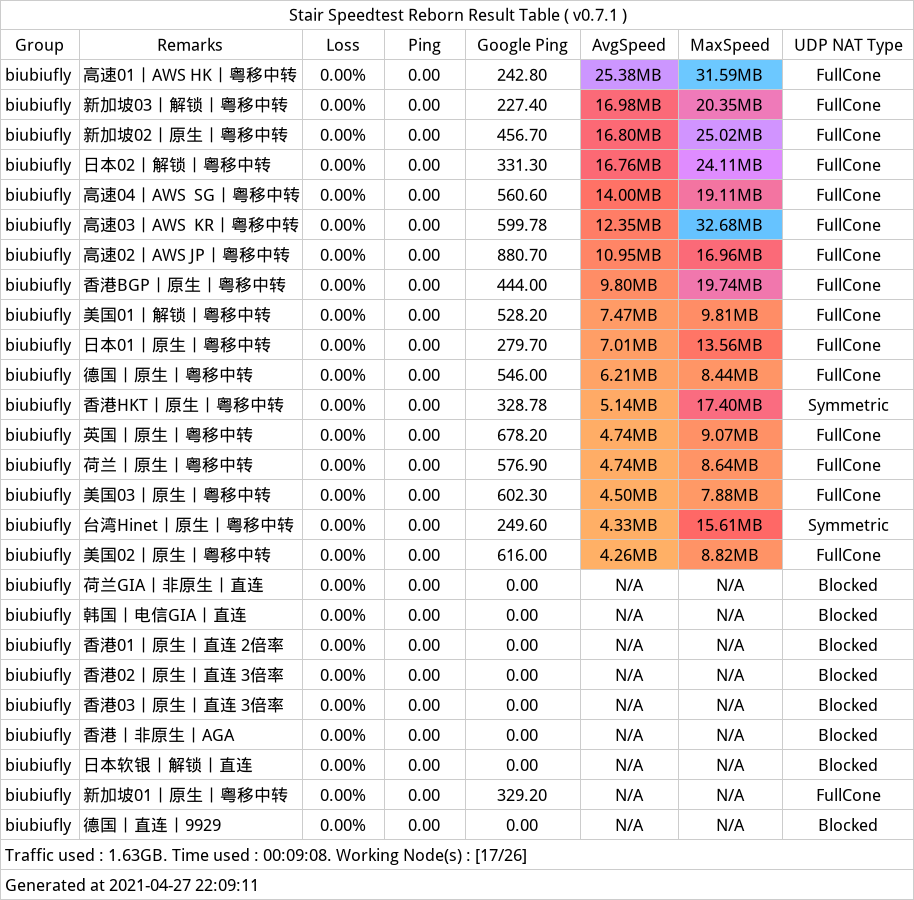 Stair Speedtest Reborn Result Table ( v0.7.1 )
Group Remarks Loss Ping Google Ping AvgSpeed MaxSpeed UDP NAT Type
biubiufly 高速01丨AWS HK丨粤移中转 0.00% 0.00 242.80 25.38MB 31.59MB FullCone
biubiufly 新加坡03丨解锁丨粤移中转 0.00% 0.00 227.40 16.98MB 20.35MB FullCone
biubiufly 新加坡02丨原生丨粤移中转 0.00% 0.00 456.70 16.80MB 25.02MB FullCone
biubiufly 日本02丨解锁丨粤移中转 0.00% 0.00 331.30 16.76MB 24.11MB FullCone
biubiufly 高速04丨AWS  SG丨粤移中转 0.00% 0.00 560.60 14.00MB 19.11MB FullCone
biubiufly 高速03丨AWS  KR丨粤移中转 0.00% 0.00 599.78 12.35MB 32.68MB FullCone
biubiufly 高速02丨AWS JP丨粤移中转 0.00% 0.00 880.70 10.95MB 16.96MB FullCone
biubiufly 香港BGP丨原生丨粤移中转 0.00% 0.00 444.00 9.80MB 19.74MB FullCone
biubiufly 美国01丨解锁丨粤移中转 0.00% 0.00 528.20 7.47MB 9.81MB FullCone
biubiufly 日本01丨原生丨粤移中转 0.00% 0.00 279.70 7.01MB 13.56MB FullCone
biubiufly 德国丨原生丨粤移中转 0.00% 0.00 546.00 6.21MB 8.44MB FullCone
biubiufly 香港HKT丨原生丨粤移中转 0.00% 0.00 328.78 5.14MB 17.40MB Symmetric
biubiufly 英国丨原生丨粤移中转 0.00% 0.00 678.20 4.74MB 9.07MB FullCone
biubiufly 荷兰丨原生丨粤移中转 0.00% 0.00 576.90 4.74MB 8.64MB FullCone
biubiufly 美国03丨原生丨粤移中转 0.00% 0.00 602.30 4.50MB 7.88MB FullCone
biubiufly 台湾Hinet丨原生丨粤移中转 0.00% 0.00 249.60 4.33MB 15.61MB Symmetric
biubiufly 美国02丨原生丨粤移中转 0.00% 0.00 616.00 4.26MB 8.82MB FullCone
biubiufly 荷兰GIA丨非原生丨直连 0.00% 0.00 0.00 N/A N/A Blocked
biubiufly 韩国丨电信GIA丨直连 0.00% 0.00 0.00 N/A N/A Blocked
biubiufly 香港01丨原生丨直连 2倍率 0.00% 0.00 0.00 N/A N/A Blocked
biubiufly 香港02丨原生丨直连 3倍率 0.00% 0.00 0.00 N/A N/A Blocked
biubiufly 香港03丨原生丨直连 3倍率 0.00% 0.00 0.00 N/A N/A Blocked
biubiufly 香港丨非原生丨AGA 0.00% 0.00 0.00 N/A N/A Blocked
biubiufly 日本软银丨解锁丨直连 0.00% 0.00 0.00 N/A N/A Blocked
biubiufly 新加坡01丨原生丨粤移中转 0.00% 0.00 329.20 N/A N/A FullCone
biubiufly 德国丨直连丨9929 0.00% 0.00 0.00 N/A N/A Blocked
Traffic used : 1.63GB. Time used : 00:09:08. Working Node(s) : [17/26]
Generated at 2021-04-27 22:09:11